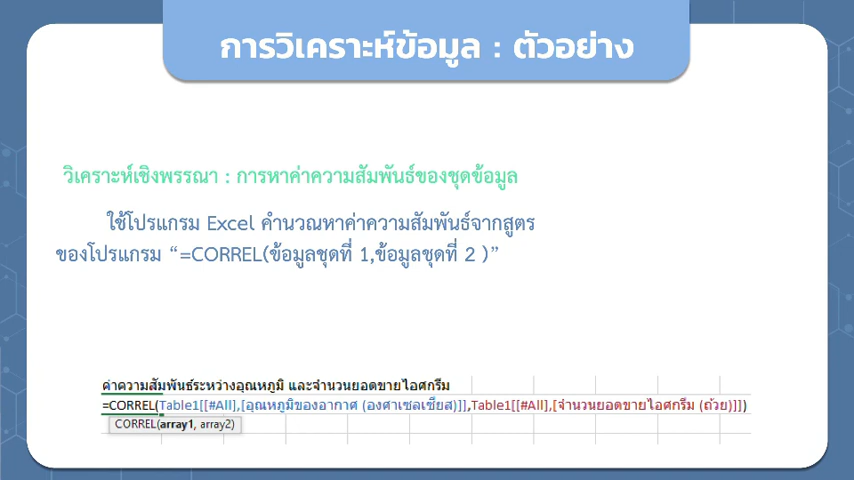 การวิเคราะห์ข้อมูล : ตัวอย่าง
วิเคราะห์เชิงพรรณา : การหาค่าความสัมพันธ์ของชุดข้อมูล
ใช้โปรแกรม Excel คำนวณหาค่าความสัมพันธ์จากสูตร
ของโปรแกรม “=CORREL(ข้อมูลชุดที่ 1,ข้อมูลชุดที่ 2 )”
ค่าความสัมพันธ์ระหว่างอุณหภูมิ และจำนวนยอดขายไอศกรีม
=CORREL(Table1[[#All],[อุณหภูมิของอากาศ (องศาเซลเซียส)]],Table1[[#All],[จำนวนยอดขายไอศกรีม (ถ้วย)]])
CORREL(array1, array2)